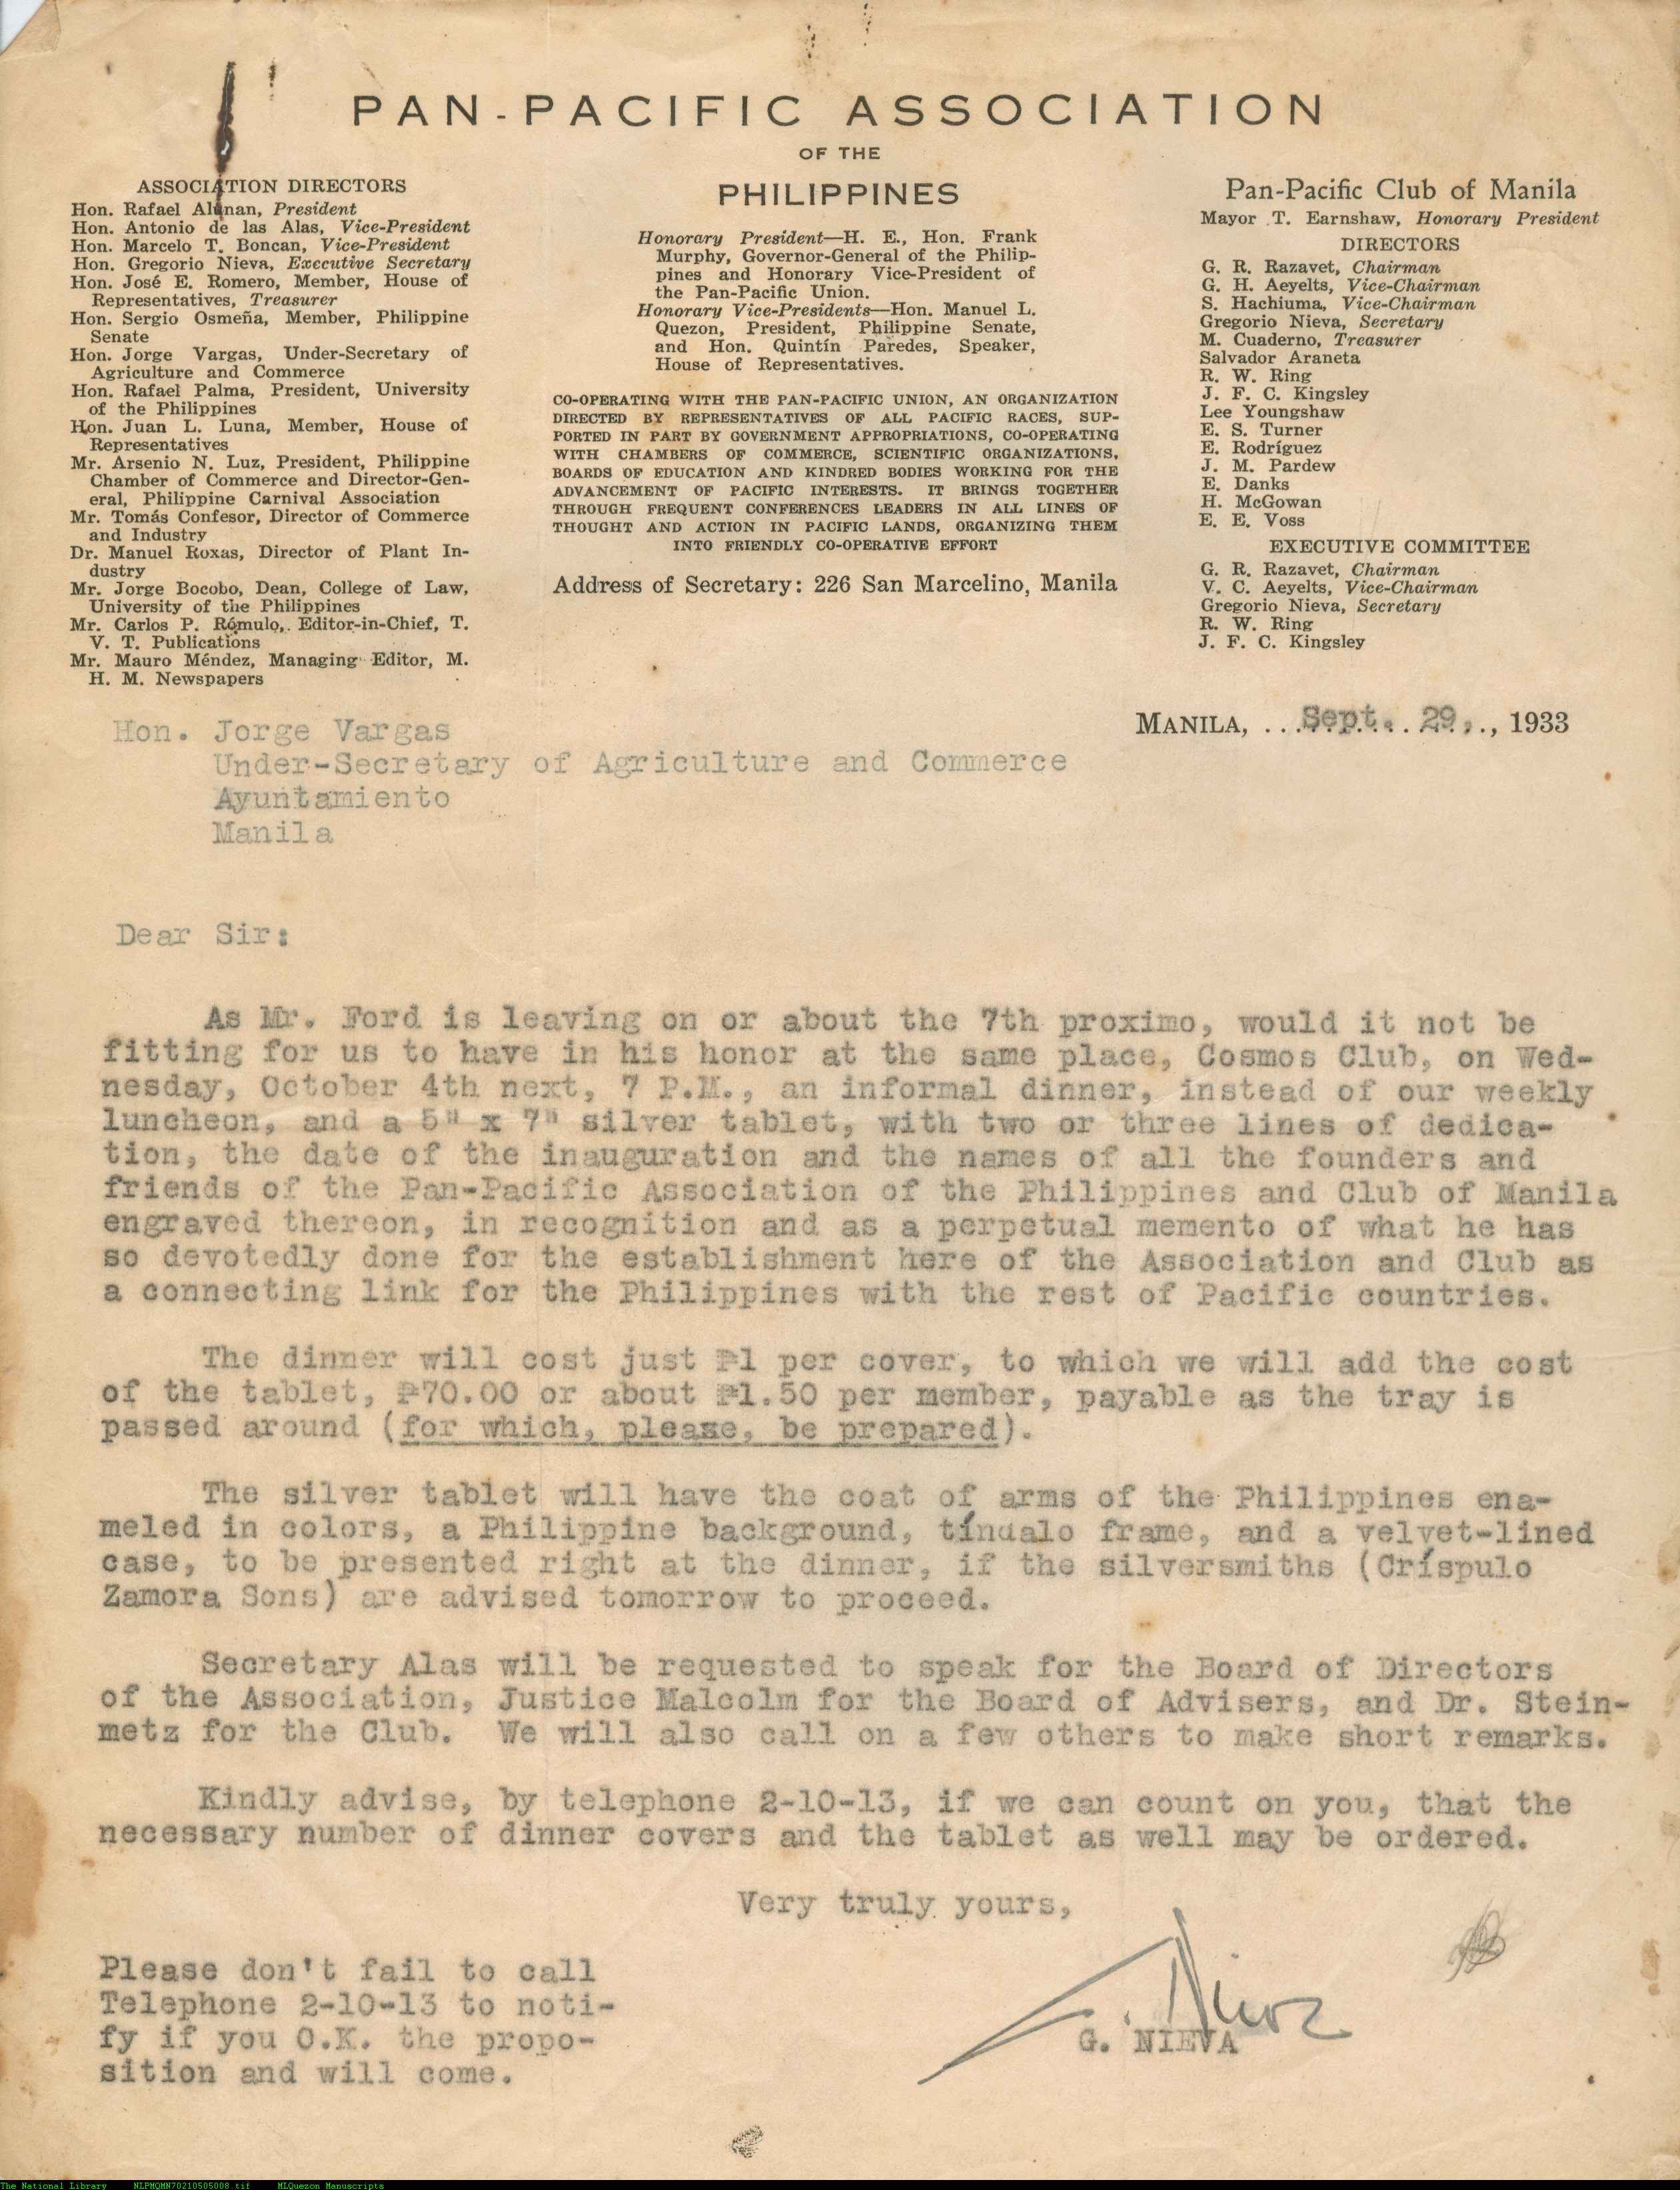 PAN-PACIFIC ASSOCIATION
OF THE
PHILIPPINES
ASSOCIATION DIRECTORS
Hon. Rafael Alunan, President
Hon. Antonio de las Alas, Vice-President
Hon. Marcelo T. Boncan, Vice-President
Hon. Gregorio Nieva, Executive Secretary
Hon. José E. Romero, Member, House of
Representatives, Treasurer
Hon. Sergio Osmeña, Member, Philippine
Senate
Hon. Jorge Vargas, Under-Secretary of
Agriculture and Commerce
Hon. Rafael Palma, President, University
of the Philippines
Hon. Juan L. Luna, Member, House of
Representatives
Mr. Arsenio N. Luz, President, Philippine
Chamber of Commerce and Director-Gen-
eral, Philippine Carnival Association
Mr. Tomás Confesor, Director of Commerce
and Industry
Dr. Manuel Roxas, Director of Plant In-
dustry
Mr. Jorge Bocobo, Dean, College of Law,
University of the Philippines
Mr. Carlos P. Rómulo, Editor-in-Chief, T.
V. T. Publications
Mr. Mauro Méndez, Managing Editor, M.
H. M. Newspapers
Honorary President—H. E., Hon. Frank
Murphy, Governor-General of the Philip-
pines and Honorary Vice-President of
the Pan-Pacific Union.
Honorary Vice-Presidents—Hon. Manuel L.
Quezon, President, Philippine Senate,
and Hon. Quintín Paredes, Speaker,
House of Representatives.
CO-OPERATING WITH THE PAN-PACIFIC UNION, AN ORGANIZATION
DIRECTED BY REPRESENTATIVES OF ALL PACIFIC RACES, SUP-
PORTED IN PART BY GOVERNMENT APPROPRIATIONS, CO-OPERATING
WITH CHAMBERS OF COMMERCE, SCIENTIFIC ORGANIZATIONS,
BOARDS OF EDUCATION AND KINDRED BODIES WORKING FOR THE
ADVANCEMENT OF PACIFIC INTERESTS. IT BRINGS TOGETHER
THROUGH FREQUENT CONFERENCES LEADERS IN ALL LINES OF
THOUGHT AND ACTION IN PACIFIC LANDS, ORGANIZING THEM
INTO FRIENDLY CO-OPERATIVE EFFORT
Address of Secretary: 226 San Marcelino, Manila
Pan-Pacific Club of Manila
Mayor T. Earnshaw, Honorary President
DIRECTORS
G. R. Razavet, Chairman
G. H. Aeyelts, Vice-Chairman
S. Hachiuma, Vice-Chairman
Gregorio Nieva, Secretary
M. Cuaderno, Treasurer
Salvador Araneta
R. W. Ring
J. F. C. Kingsley
Lee Youngshaw
E. S. Turner
E. Rodríguez
J. M. Pardew
E. Danks
H. McGowan
E. E. Voss
EXECUTIVE COMMITTEE
G. R. Razavet, Chairman
V. C. Aeyelts, Vice-Chairman
Gregorio Nieva, Secretary
R. W. Ring
J. F. C. Kingsley
MANILA, ...Sept. 29,., 1933
Hon. Jorge Vargas
Under-Secretary of Agriculture and Commerce
Ayuntamiento
Manila
Dear Sir:
As Mr. Ford is leaving on or about the 7th proximo, would it not be
fitting for us to have in his honor at the same place, Cosmos Club, on Wed-
nesday, October 4th next, 7 P.M., an informal dinner, instead of our weekly
luncheon, and a 5" x 7" silver tablet, with two or three lines of dedica-
tion, the date of the inauguration and the names of all the founders and
friends of the Pan-Pacific Association of the Philippines and Club of Manila
engraved thereon, in recognition and as a perpetual memento of what he has
so devotedly done for the establishment here of the Association and Club as
a connecting link for the Philippines with the rest of Pacific countries.
The dinner will cost just ₱1 per cover, to which we will add the cost
of the tablet, ₱70.00 or about ₱1.50 per member, payable as the tray is
passed around (for which, please, be prepared).
The silver tablet will have the coat of arms of the Philippines ena-
meled in colors, a Philippine background, tíndalo frame, and a velvet-lined
case, to be presented right at the dinner, if the silversmiths (Críspulo
Zamora Sons) are advised tomorrow to proceed.
Secretary Alas will be requested to speak for the Board of Directors
of the Association, Justice Malcolm for the Board of Advisers, and Dr. Stein-
metz for the Club. We will also call on a few others to make short remarks.
Kindly advise, by telephone 2-10-13, if we can count on you, that the
necessary number of dinner covers and the tablet as well may be ordered.
Very truly yours,
G. Nieva
G. NIEVA
Please don't fail to call
Telephone 2-10-13 to noti-
fy if you O.K. the propo-
sition and will come.
The National Library NLPMQMN70210505008.tif MLQuezon Manuscripts